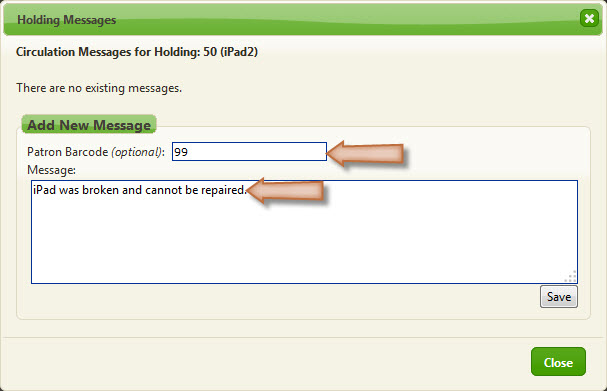 Holding Messages
Circulation Messages for Holding: 50 (iPad2)
There are no existing messages.
Add New Message
Patron Barcode (optional): 99
Message:
iPad was broken and cannot be repaired.
Save
Close